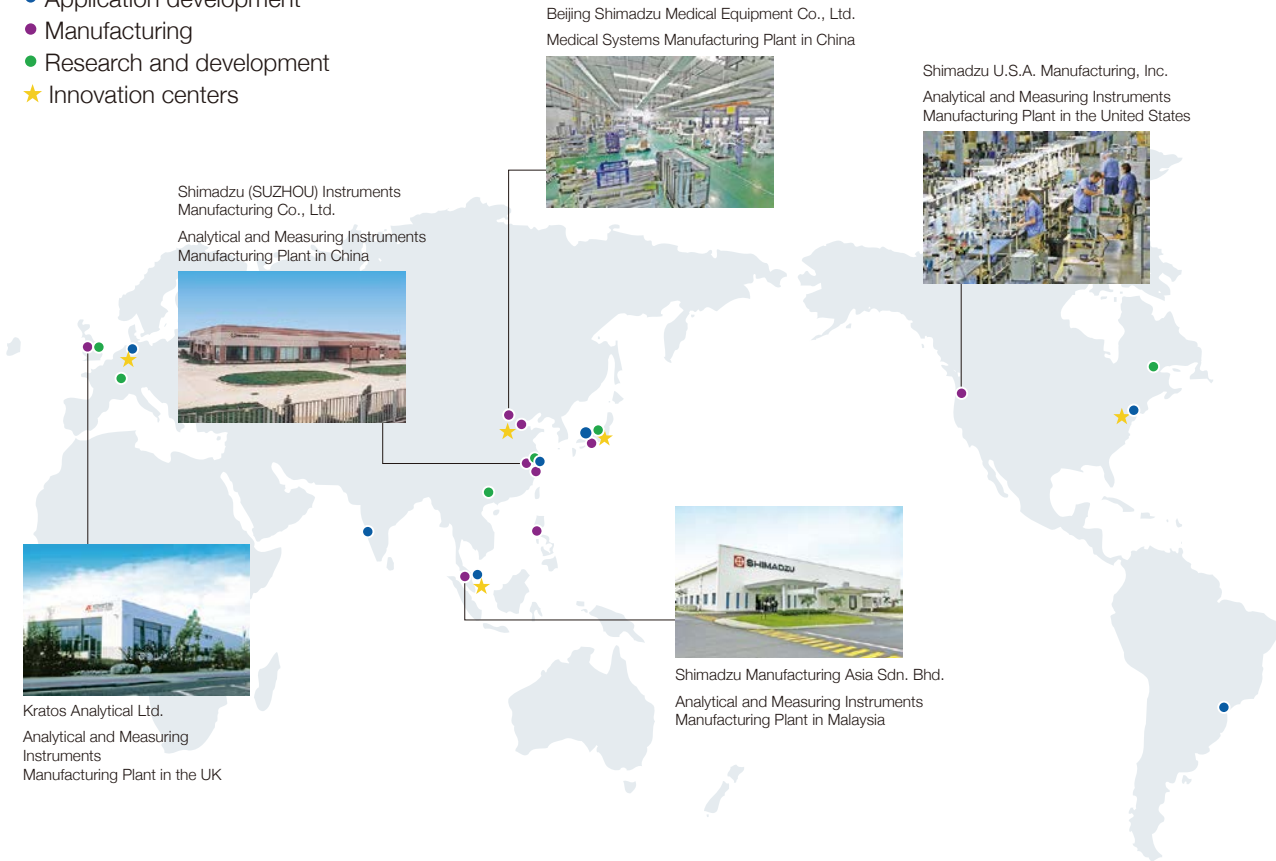 Application development
Manufacturing
Research and development
Innovation centers
Beijing Shimadzu Medical Equipment Co., Ltd.
Medical Systems Manufacturing Plant in China
Shimadzu U.S.A. Manufacturing, Inc.
Analytical and Measuring Instruments
Manufacturing Plant in the United States
Shimadzu (SUZHOU) Instruments
Manufacturing Co., Ltd.
Analytical and Measuring Instruments
Manufacturing Plant in China
SHIMADZU
Kratos Analytical Ltd.
Analytical and Measuring
Instruments
Manufacturing Plant in the UK
Shimadzu Manufacturing Asia Sdn. Bhd.
Analytical and Measuring Instruments
Manufacturing Plant in Malaysia